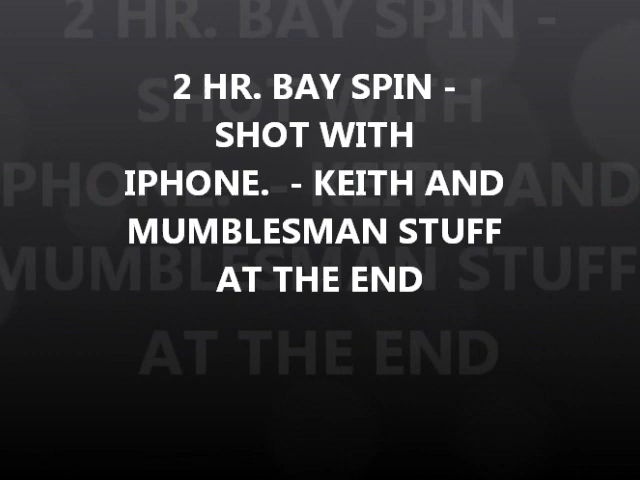 2 HR. BAY SPIN -
SHOT WITH
IPHONE.  - KEITH AND
MUMBLESMAN STUFF
AT THE END